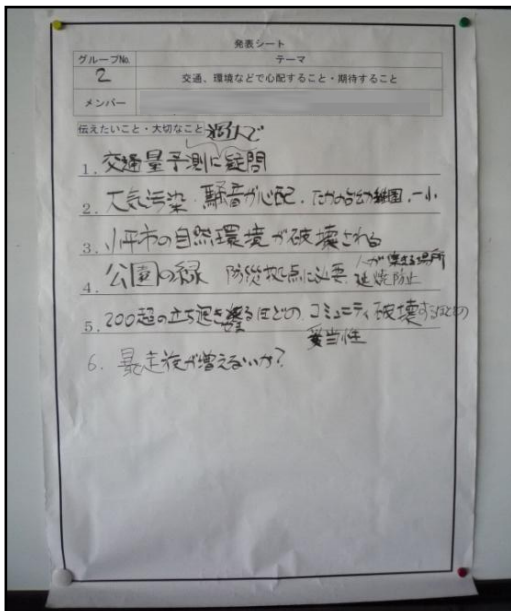 発表シート
グループNo.
テーマ
2
交通、環境などで心配すること・期待すること
メンバー
伝えたいこと・大切なこと
1. 交通量予測に疑問
2. 大気汚染 騒音が心配、たかの台幼稚園、一小
3. 小平市の自然環境が破壊される
人が集まる場所
4. 公園の緑 防災拠点に必要 延焼防止
5. 200超の立ち退きを迫るほどの コミュニティ破壊するほどの
妥当性
6. 暴走族が増えないか?